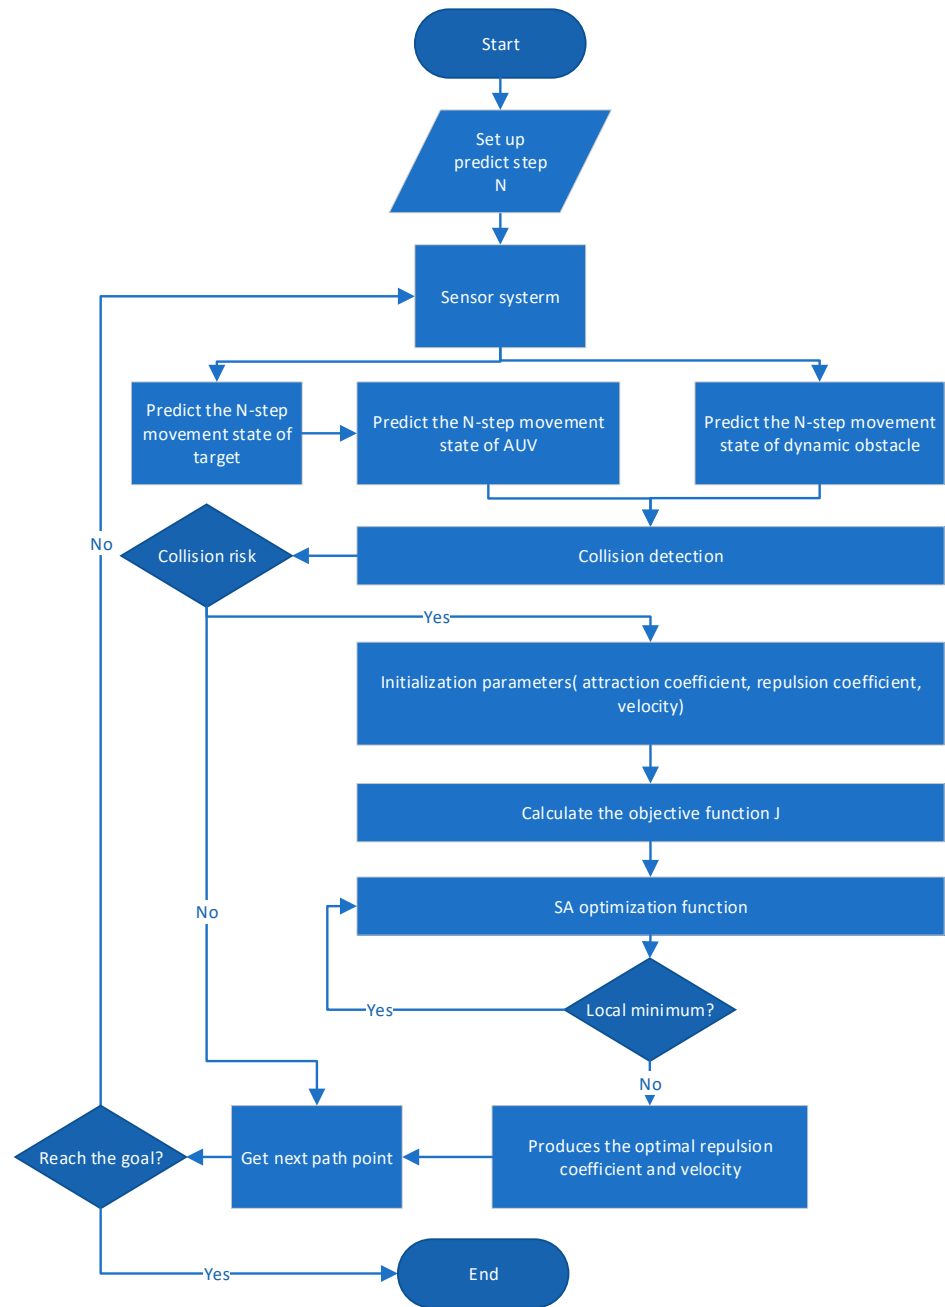 Start
Set up
predict step
N
Sensor systerm
Predict the N-step
movement state of
target
Predict the N-step movement
state of AUV
Predict the N-step movement
state of dynamic obstacle
No
Collision risk
Collision detection
Yes
Initialization parameters( attraction coefficient, repulsion coefficient,
velocity)
Calculate the objective function J
SA optimization function
No
Yes
Local minimum?
No
Reach the goal?
Get next path point
Produces the optimal repulsion
coefficient and velocity
Yes
End